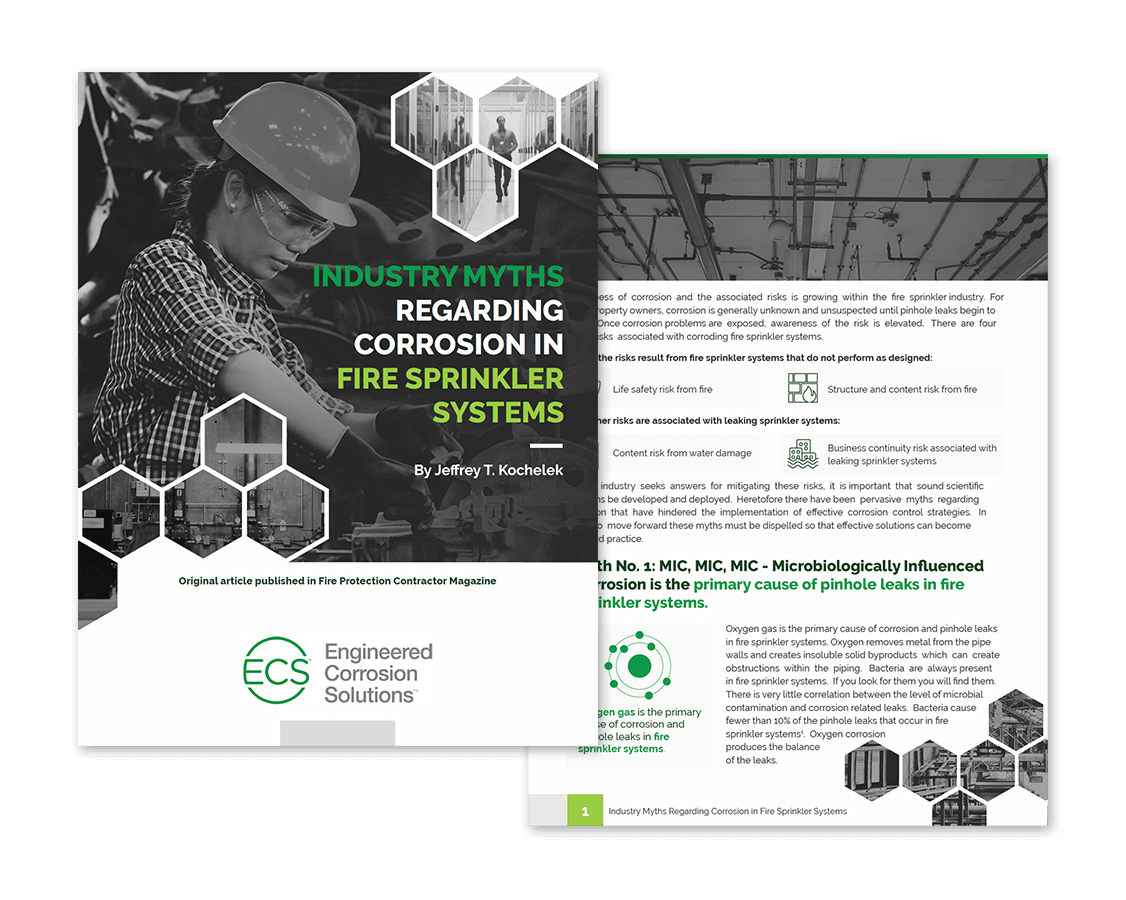 INDUSTRY MYTHS
REGARDING
CORROSION IN
FIRE SPRINKLER
SYSTEMS
By Jeffrey T. Kochelek
Original article published in Fire Protection Contractor Magazine
ECS™ Engineered
Corrosion
Solutions™
of corrosion and the associated risks is growing within the fire sprinkler industry. For
owners, corrosion is generally unknown and unsuspected until pinhole leaks begin to
Once corrosion problems are exposed, awareness of the risk is elevated. There are four
associated with corroding fire sprinkler systems.
the risks result from fire sprinkler systems that do not perform as designed:
Life safety risk from fire
Structure and content risk from fire
risks are associated with leaking sprinkler systems:
Content risk from water damage
Business continuity risk associated with
leaking sprinkler systems
industry seeks answers for mitigating these risks, it is important that sound scientific
be developed and deployed. Heretofore there have been pervasive myths regarding
that have hindered the implementation of effective corrosion control strategies. In
move forward these myths must be dispelled so that effective solutions can become
practice.
No. 1: MIC, MIC, MIC - Microbiologically Influenced
is the primary cause of pinhole leaks in fire
systems.
gas is the primary
of corrosion and
leaks in fire
sprinkler systems.
Oxygen gas is the primary cause of corrosion and pinhole leaks
in fire sprinkler systems. Oxygen removes metal from the pipe
walls and creates insoluble solid byproducts which can create
obstructions within the piping. Bacteria are always present
in fire sprinkler systems. If you look for them you will find them.
There is very little correlation between the level of microbial
contamination and corrosion related leaks. Bacteria cause
fewer than 10% of the pinhole leaks that occur in fire
sprinkler systems¹. Oxygen corrosion
produces the balance
of the leaks.
1 Industry Myths Regarding Corrosion in Fire Sprinkler Systems